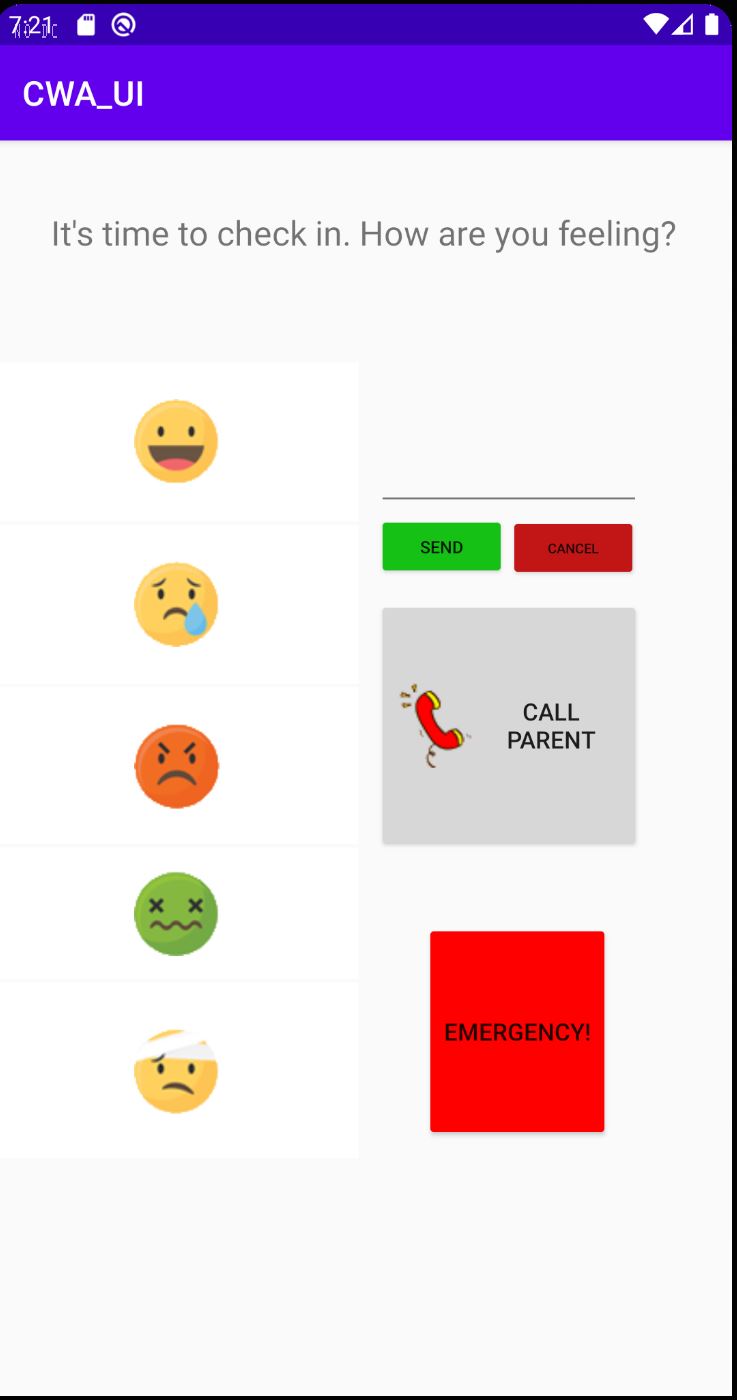 7:21
CWA_UI
It's time to check in. How are you feeling?
SEND
CANCEL
CALL
PARENT
EMERGENCY!